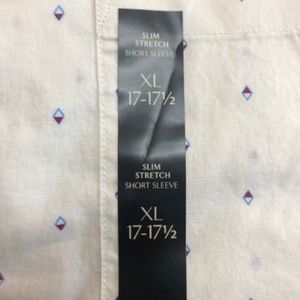 SLIM
STRETCH
SHORT SLEEVE
XL
17-17½
SLIM
STRETCH
SHORT SLEEVE
XL
17-17½